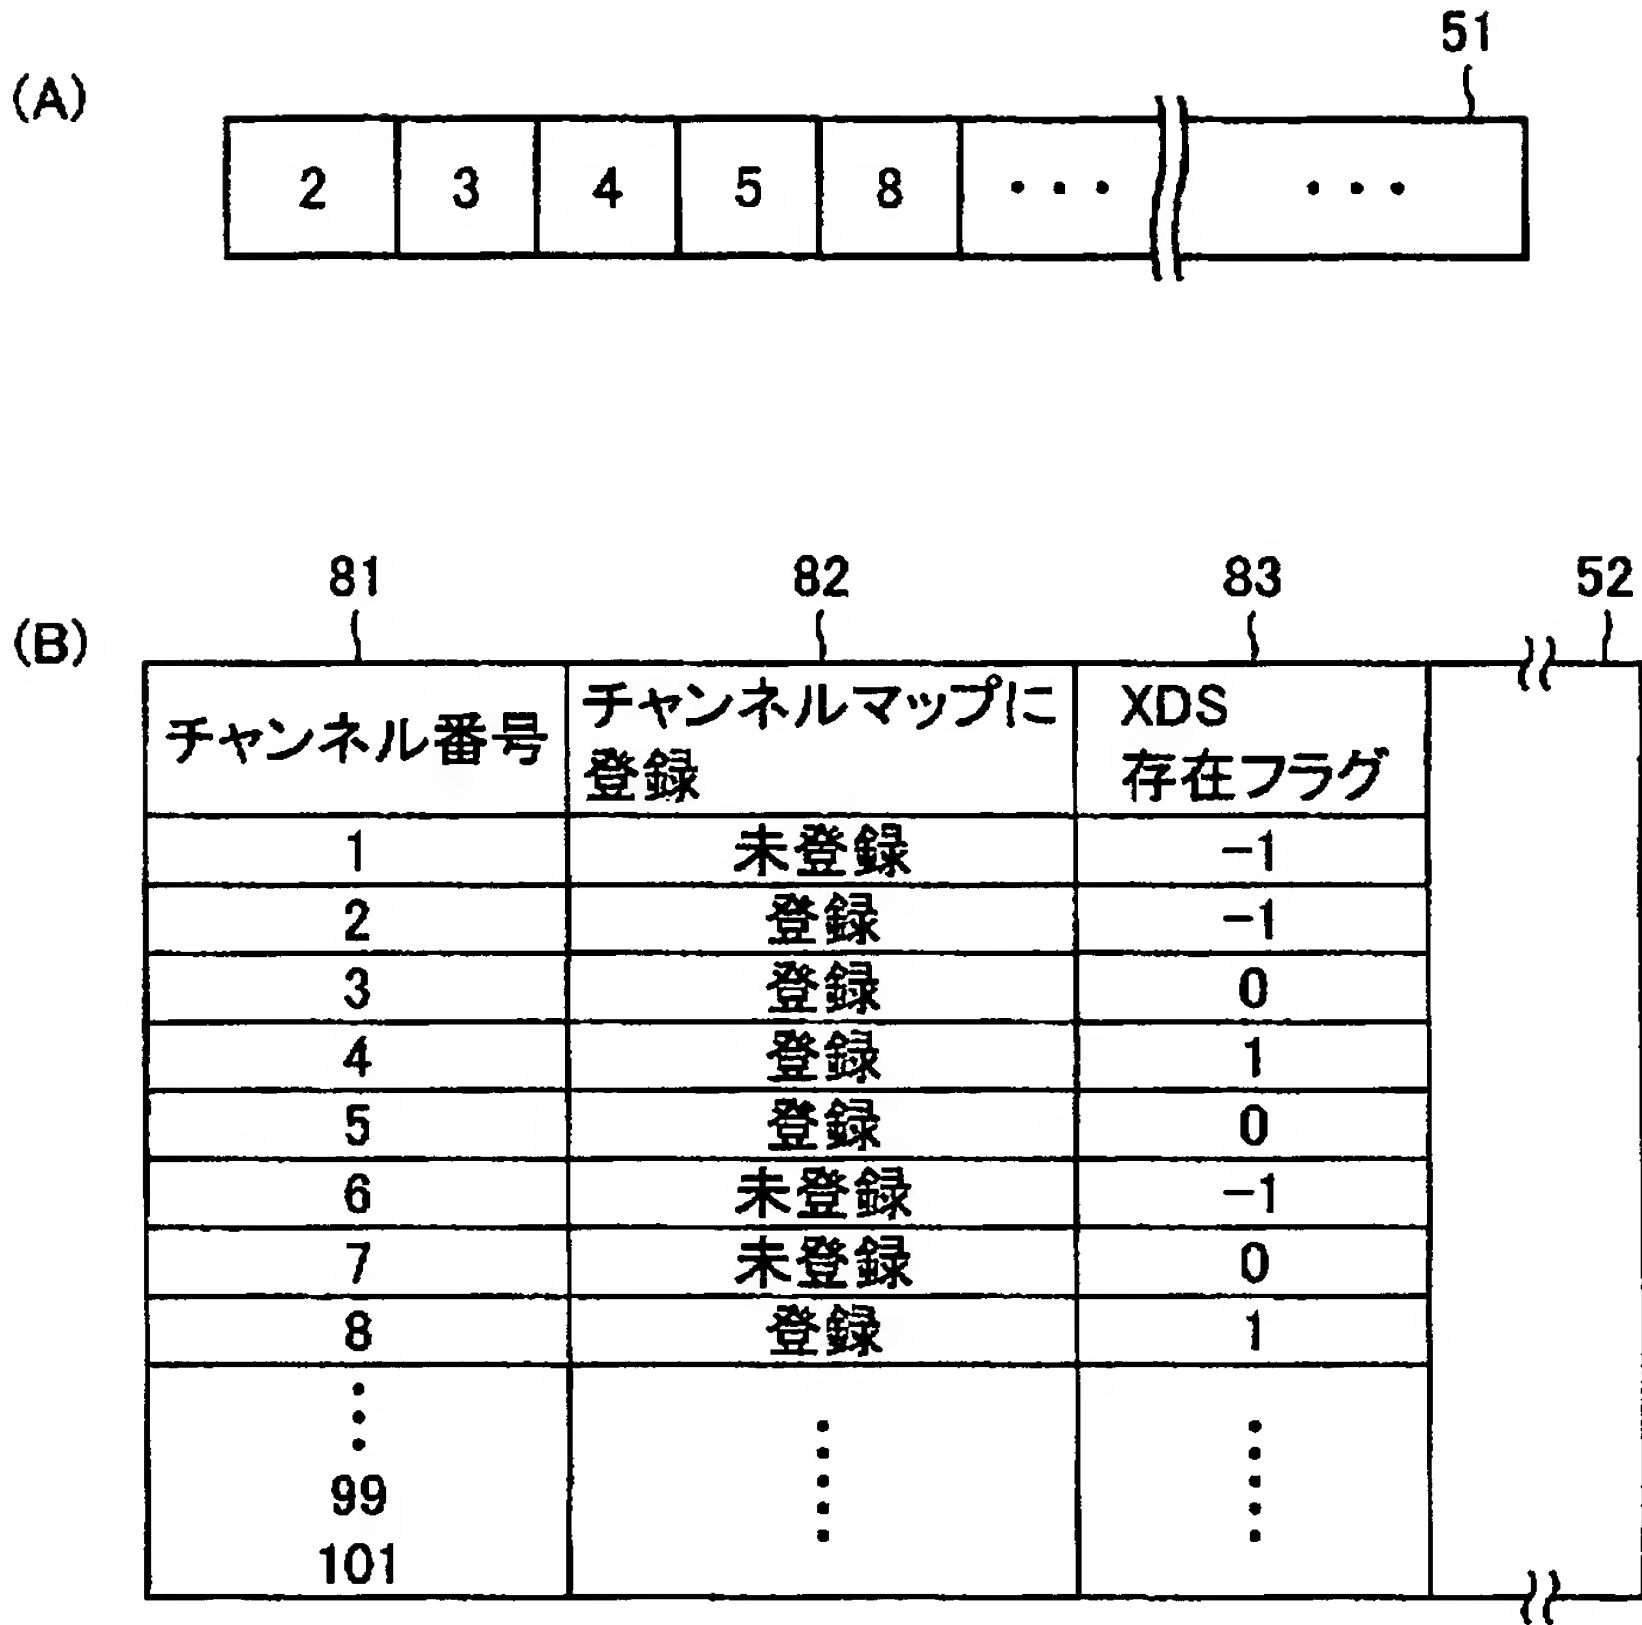 51
(A)
2 3 4 5 8 ・・・ ・・・
81 82 83 52
(B)
チャンネル番号 チャンネルマップに登録 XDS存在フラグ
1 未登録 -1
2 登録 -1
3 登録 0
4 登録 1
5 登録 0
6 未登録 -1
7 未登録 0
8 登録 1
99
101